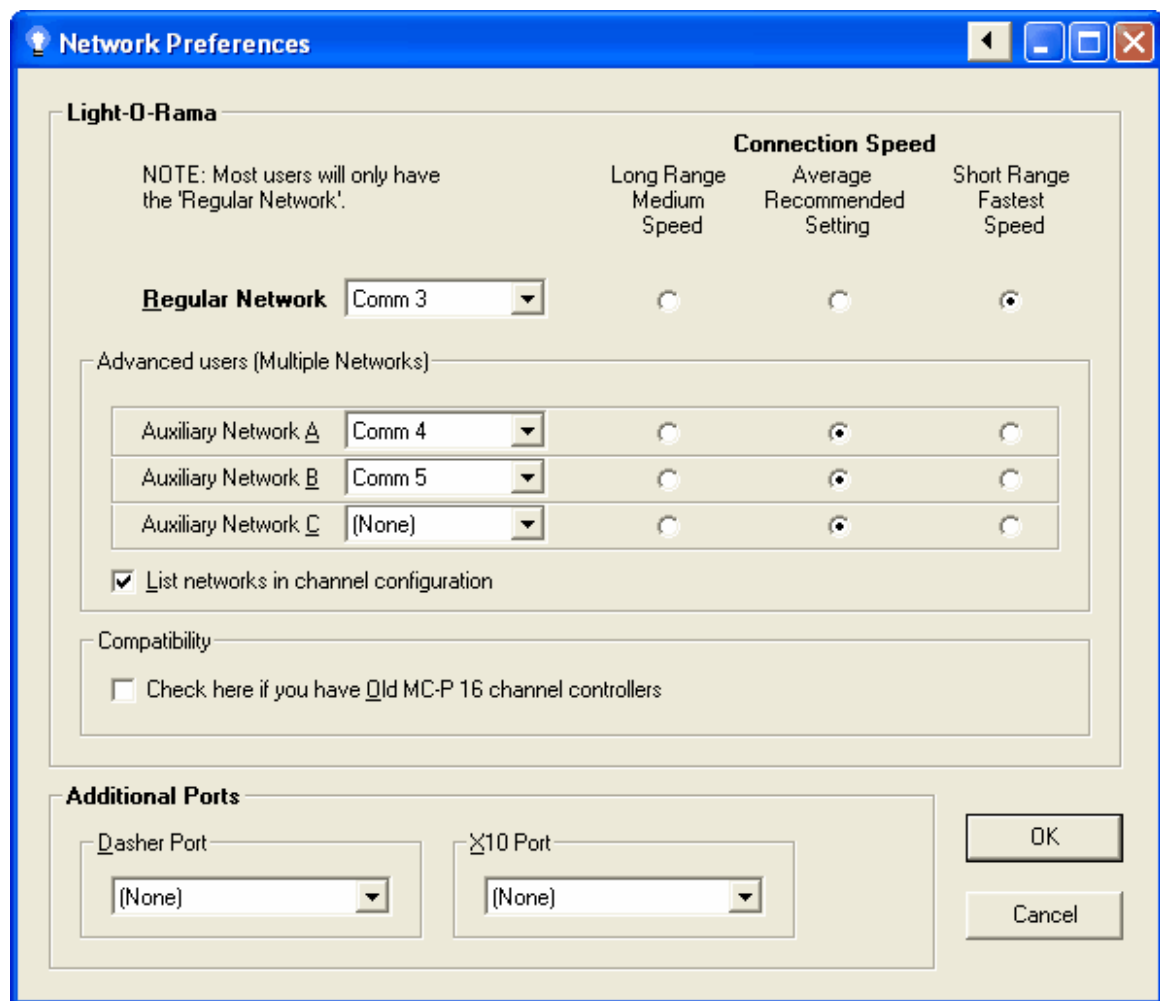 Network Preferences
Light-O-Rama
Connection Speed
NOTE: Most users will only have
the 'Regular Network'.
Long Range
Medium
Speed
Average
Recommended
Setting
Short Range
Fastest
Speed
Regular Network
Comm 3
Advanced users (Multiple Networks)
Auxiliary Network A
Comm 4
Auxiliary Network B
Comm 5
Auxiliary Network C
(None)
List networks in channel configuration
Compatibility
Check here if you have Old MC-P 16 channel controllers
Additional Ports
Dasher Port
(None)
X10 Port
(None)
OK
Cancel